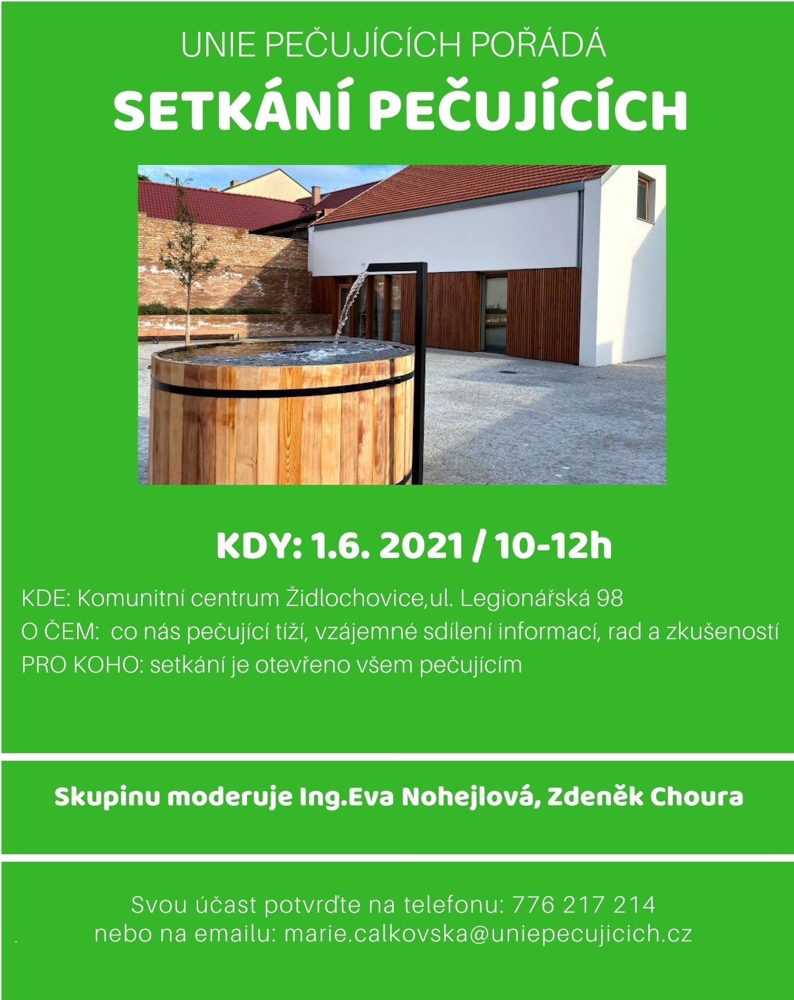 UNIE PEČUJÍCÍCH POŘÁDÁ
SETKÁNÍ PEČUJÍCÍCH
KDY: 1.6. 2021 / 10-12h
KDE: Komunitní centrum Židlochovice,ul. Legionářská 98
O ČEM: co nás pečující tíží, vzájemné sdílení informací, rad a zkušeností
PRO KOHO: setkání je otevřeno všem pečujícím
Skupinu moderuje Ing.Eva Nohejlová, Zdeněk Choura
Svou účast potvrďte na telefonu: 776 217 214
nebo na emailu: marie.calkovska@uniepecujicich.cz